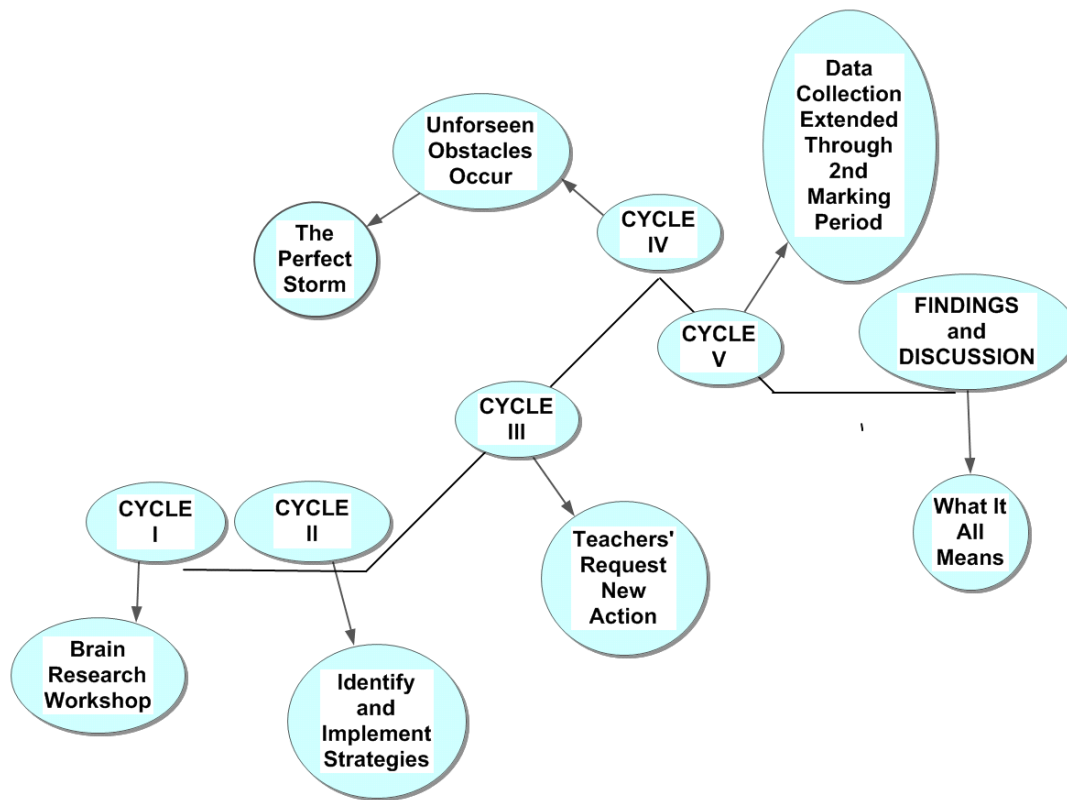 Data
Collection
Extended
Through
2nd
Marking
Period
Unforseen
Obstacles
Occur
The
Perfect
Storm
CYCLE
IV
CYCLE
V
FINDINGS
and
DISCUSSION
CYCLE
III
CYCLE
I
CYCLE
II
Teachers'
Request
New
Action
What It
All
Means
Brain
Research
Workshop
Identify
and
Implement
Strategies